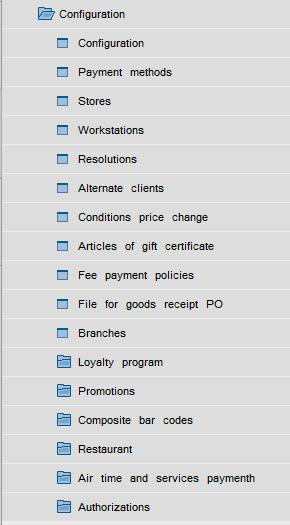 Configuration
Configuration
Payment methods
Stores
Workstations
Resolutions
Alternate clients
Conditions price change
Articles of gift certificate
Fee payment policies
File for goods receipt PO
Branches
Loyalty program
Promotions
Composite bar codes
Restaurant
Air time and services paymenth
Authorizations